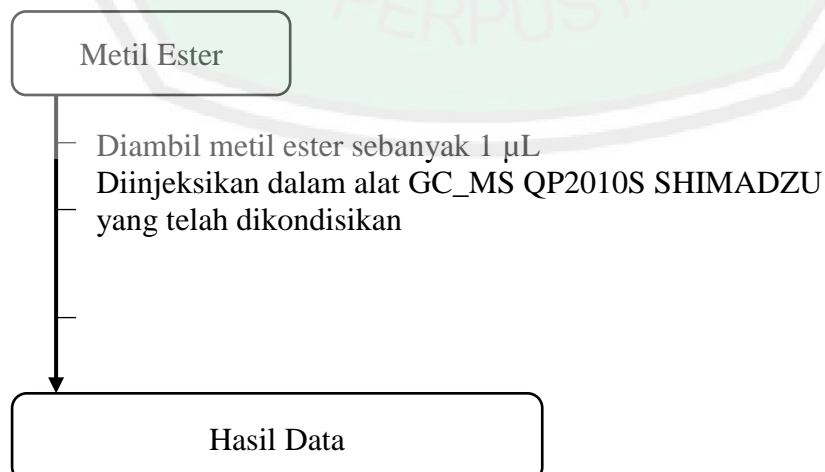 PERPUST
Metil Ester
Diambil metil ester sebanyak 1 μL
Diinjeksikan dalam alat GC_MS QP2010S SHIMADZU
yang telah dikondisikan
Hasil Data